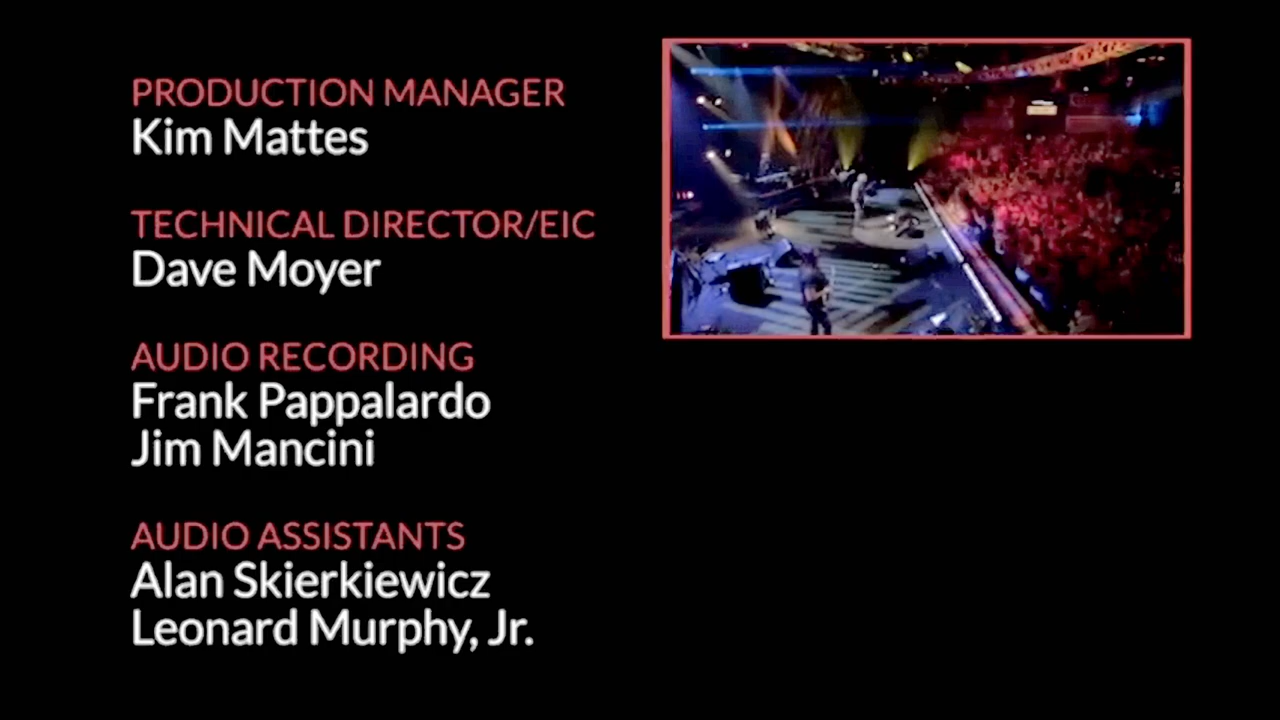 PRODUCTION MANAGER
Kim Mattes
TECHNICAL DIRECTOR/EIC
Dave Moyer
AUDIO RECORDING
Frank Pappalardo
Jim Mancini
AUDIO ASSISTANTS
Alan Skierkiewicz
Leonard Murphy, Jr.